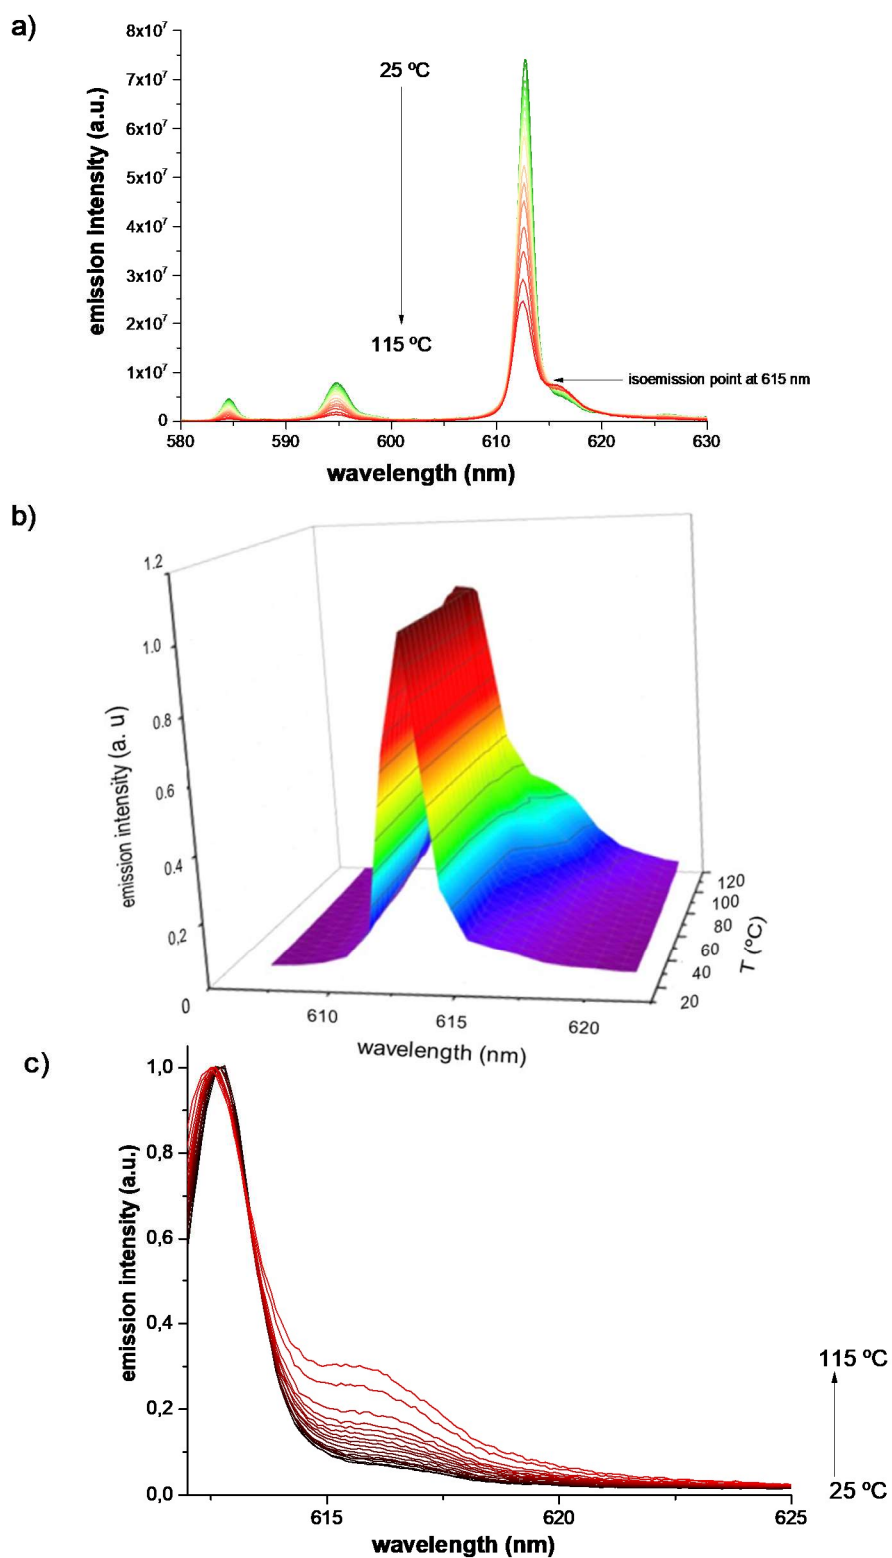 a)
8x10⁷
7x10⁷
6x10⁷
5x10⁷
4x10⁷
3x10⁷
2x10⁷
1x10⁷
0
emission intensity (a.u.)
25 ºC
115 ºC
isoemission point at 615 nm
580 590 600 610 620 630
wavelength (nm)
b)
1.2
1.0
0.8
0.6
0.4
0,2
0
emission intensity (a. u)
610 615 620
wavelength (nm)
120
100
80
60
40
20
T (ºC)
c)
1,0
0,8
0,6
0,4
0,2
0,0
emission intensity (a.u.)
115 ºC
25 ºC
615 620 625
wavelength (nm)